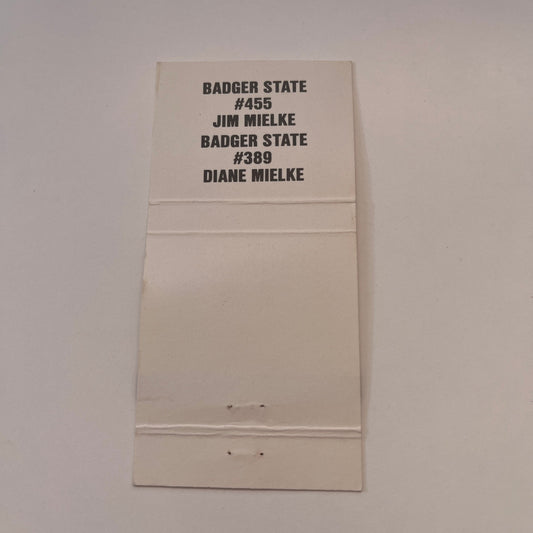 BADGER STATE
#455
JIM MIELKE
BADGER STATE
#389
DIANE MIELKE